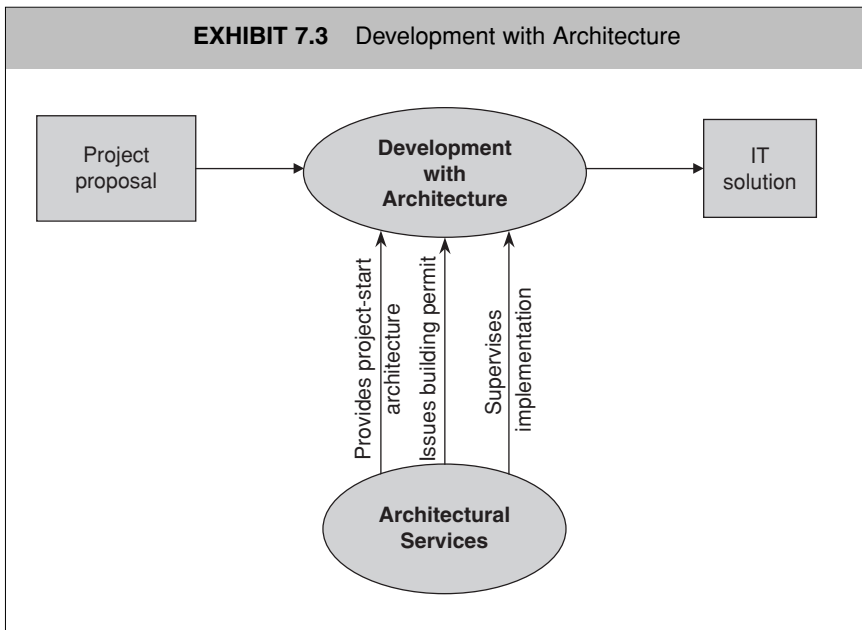 EXHIBIT 7.3 Development with Architecture
Project
proposal
Development
with
Architecture
IT
solution
Provides project-start
architecture
Issues building permit
Supervises
implementation
Architectural
Services